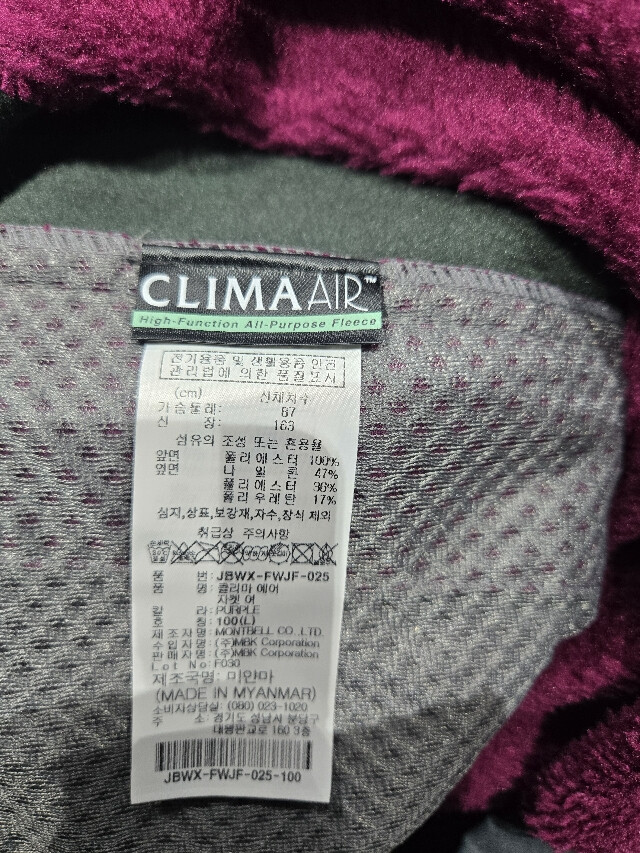 CLIMAAIR™
High-Function All-Purpose Fleece
전기용품 및 생활용품 안전
관리법에 의한 품질표시
(cm) 신체치수
가슴둘레: 87
신 장: 163
섬유의 조성 또는 혼용율
앞면 폴리에스터 100%
옆면 나 일 론 47%
폴리에스터 36%
폴리우레탄 17%
심지,상표,보강재,자수,장식 제외
취급상 주의사항
품 번: JBWX-FWJF-025
품 명: 클리마 에어
자켓 여
칼 라: PURPLE
호 칭: 100(L)
제조자명: MONTBELL CO.,LTD.
수입자명: (주)MBK Corporation
판매자명: (주)MBK Corporation
Lot No: F030
제조국명: 미얀마
(MADE IN MYANMAR)
소비자상담실: (080) 023-1020
주 소: 경기도 성남시 분당구
대왕판교로 160 3층
JBWX-FWJF-025-100